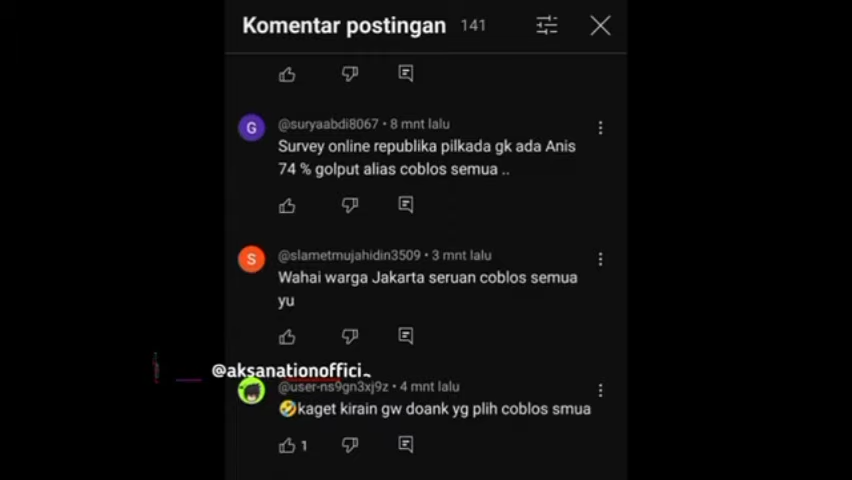 Komentar postingan 141
G
@suryaabdi8067 • 8 mnt lalu
Survey online republika pilkada gk ada Anis
74 % golput alias coblos semua ..
S
@slametmujahidin3509 • 3 mnt lalu
Wahai warga Jakarta seruan coblos semua
yu
@aksanationoffici
@user-ns9gn3xj9z • 4 mnt lalu
🤣kaget kirain gw doank yg plih coblos smua
1